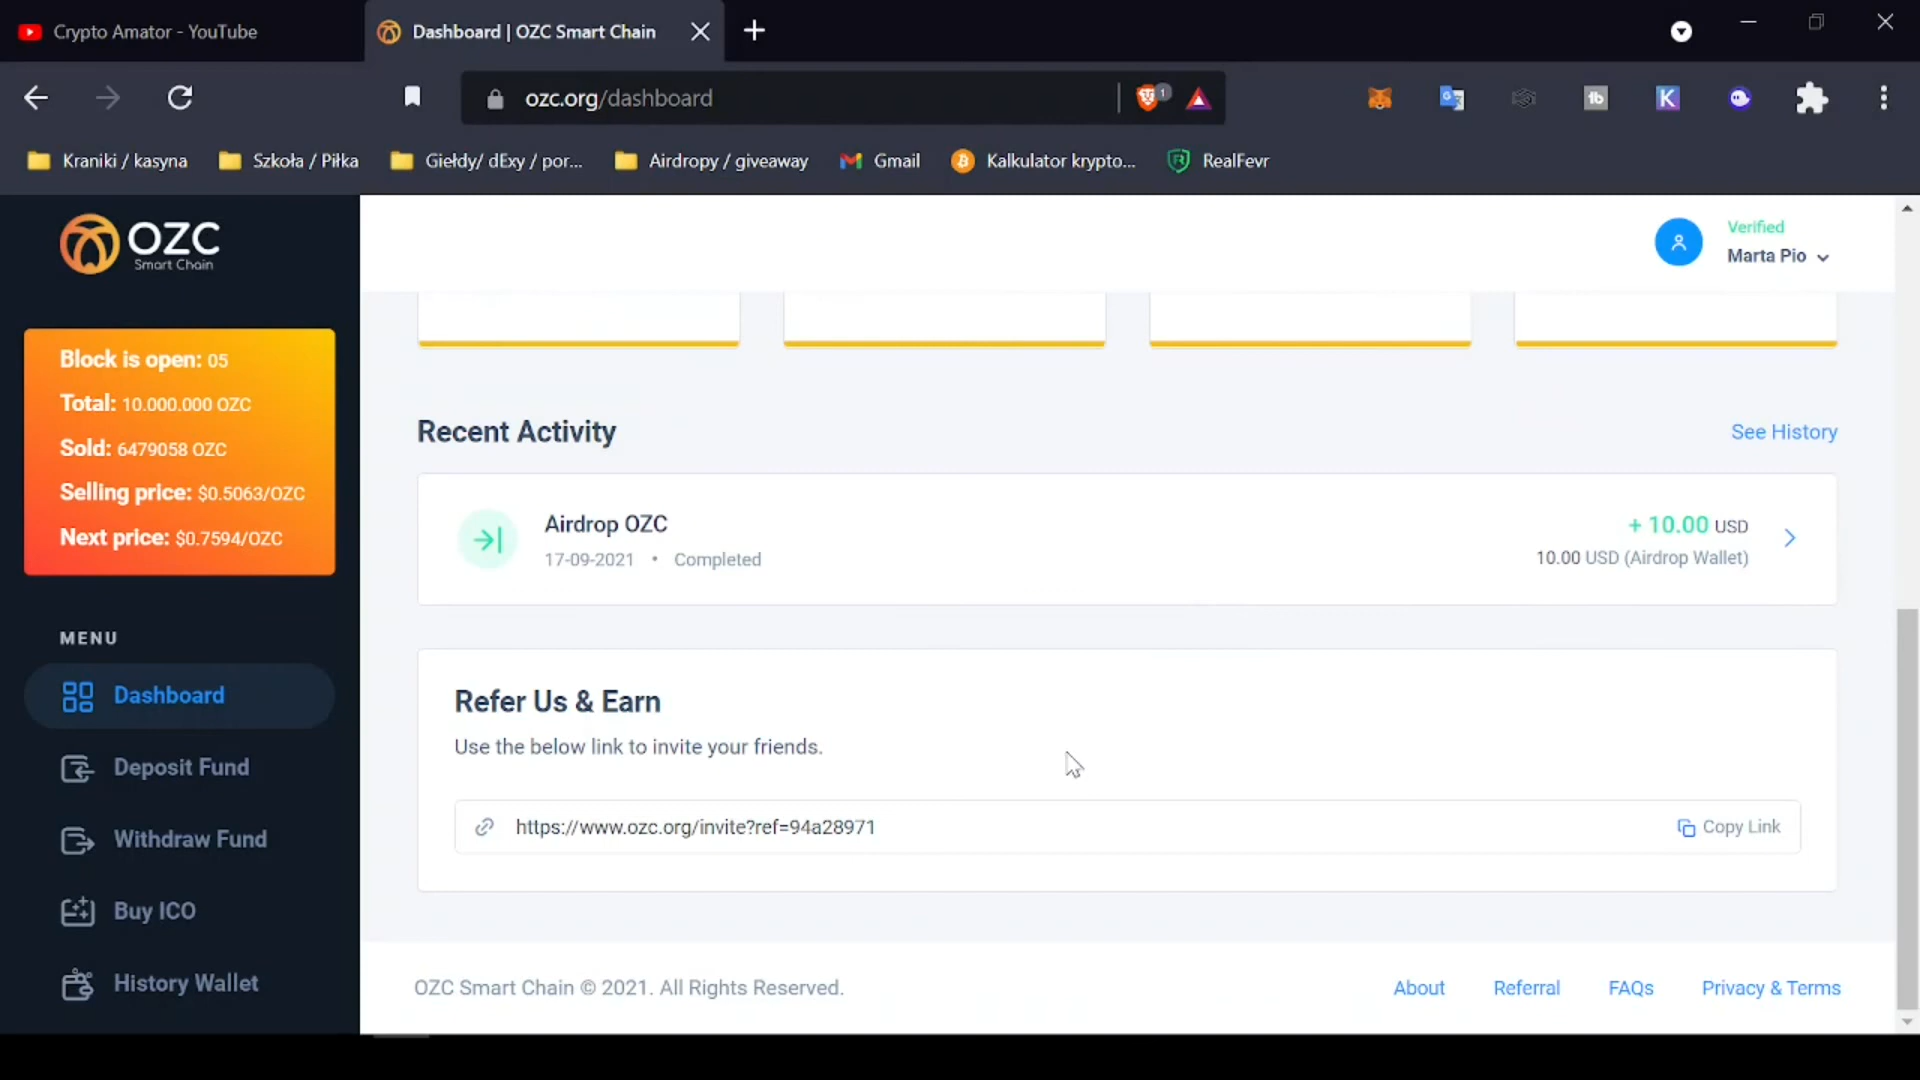 Crypto Amator - YouTube
Dashboard | OZC Smart Chain
ozc.org/dashboard
1
tb
K
Kraniki / kasyna
Szkoła / Piłka
Giełdy/ dExy / por...
Airdropy / giveaway
Gmail
Kalkulator krypto...
RealFevr
OZC
Smart Chain
Verified
Marta Pio
Block is open: 05
Total: 10.000.000 OZC
Sold: 6479058 OZC
Selling price: $0.5063/OZC
Next price: $0.7594/OZC
MENU
Dashboard
Deposit Fund
Withdraw Fund
Buy ICO
History Wallet
Recent Activity
See History
Airdrop OZC
17-09-2021 • Completed
+ 10.00 USD
10.00 USD (Airdrop Wallet)
Refer Us & Earn
Use the below link to invite your friends.
https://www.ozc.org/invite?ref=94a28971
Copy Link
OZC Smart Chain © 2021. All Rights Reserved.
About
Referral
FAQs
Privacy & Terms